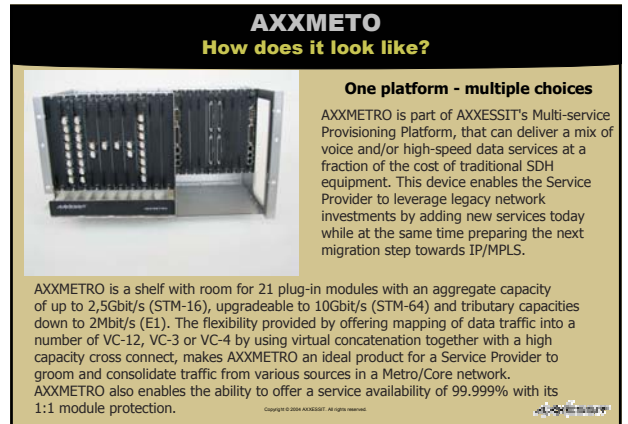 AXXMETO
How does it look like?
One platform - multiple choices
AXXMETRO is part of AXXESSIT's Multi-service
Provisioning Platform, that can deliver a mix of
voice and/or high-speed data services at a
fraction of the cost of traditional SDH
equipment. This device enables the Service
Provider to leverage legacy network
investments by adding new services today
while at the same time preparing the next
migration step towards IP/MPLS.
AXXMETRO is a shelf with room for 21 plug-in modules with an aggregate capacity
of up to 2,5Gbit/s (STM-16), upgradeable to 10Gbit/s (STM-64) and tributary capacities
down to 2Mbit/s (E1). The flexibility provided by offering mapping of data traffic into a
number of VC-12, VC-3 or VC-4 by using virtual concatenation together with a high
capacity cross connect, makes AXXMETRO an ideal product for a Service Provider to
groom and consolidate traffic from various sources in a Metro/Core network.
AXXMETRO also enables the ability to offer a service availability of 99.999% with its
1:1 module protection.
Copyright © 2004 AXXESSIT. All rights reserved.
AXXESSIT